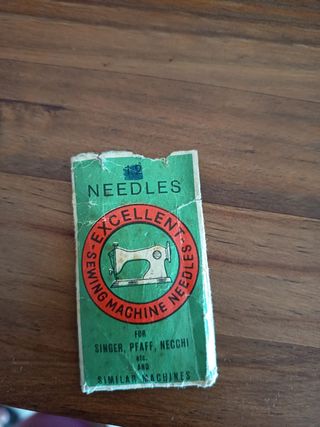 NEEDLES
-EXCELLENT-
SEWING MACHINE NEEDLES
FOR
SINGER, PFAFF, NECCHI
etc.
AND
SIMILAR MACHINES